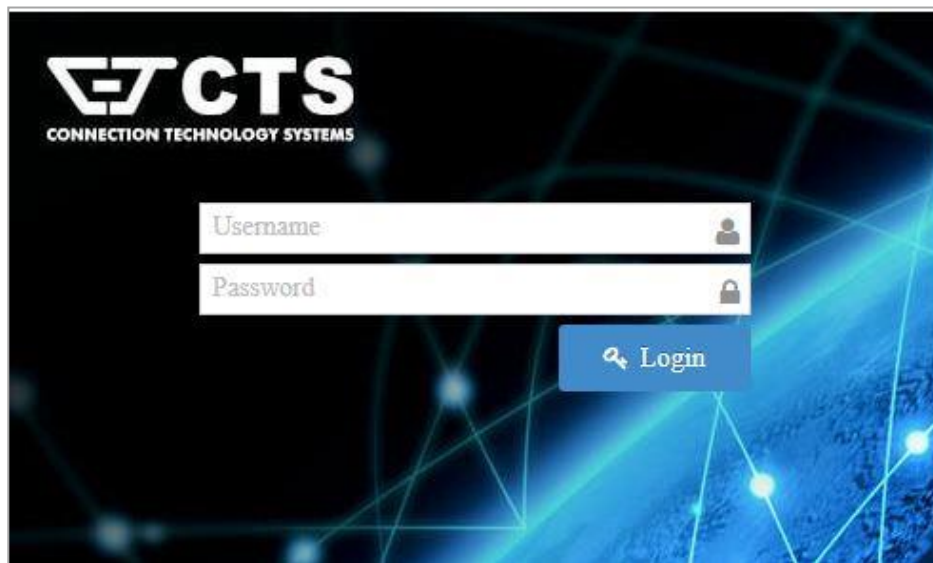 CTS
CONNECTION TECHNOLOGY SYSTEMS
Username
Password
Login